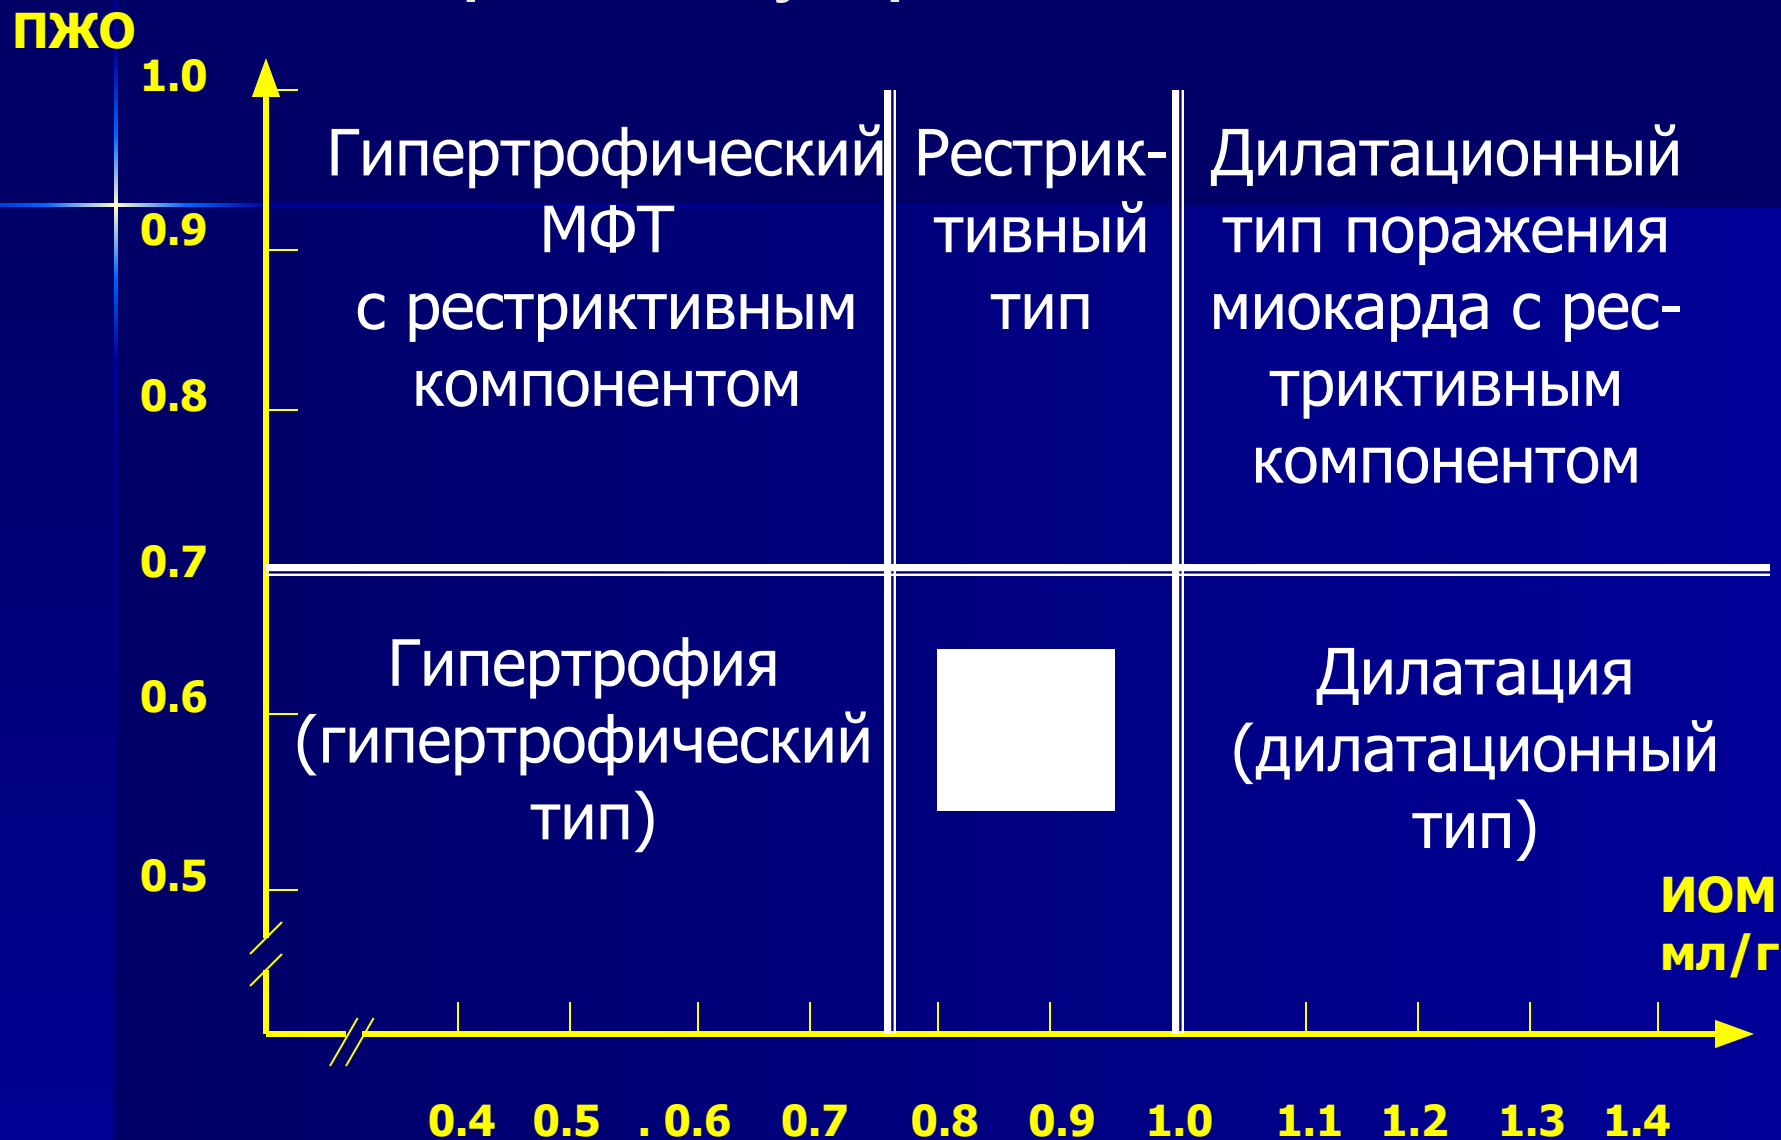 ПЖО
1.0
Гипертрофический
МФТ
с рестриктивным
компонентом
Рестрик-
тивный
тип
Дилатационный
тип поражения
миокарда с рес-
триктивным
компонентом
0.9
0.8
0.7
Гипертрофия
(гипертрофический
тип)
Дилатация
(дилатационный
тип)
0.6
0.5
ИОМ
мл/г
0.4 0.5 . 0.6 0.7 0.8 0.9 1.0 1.1 1.2 1.3 1.4